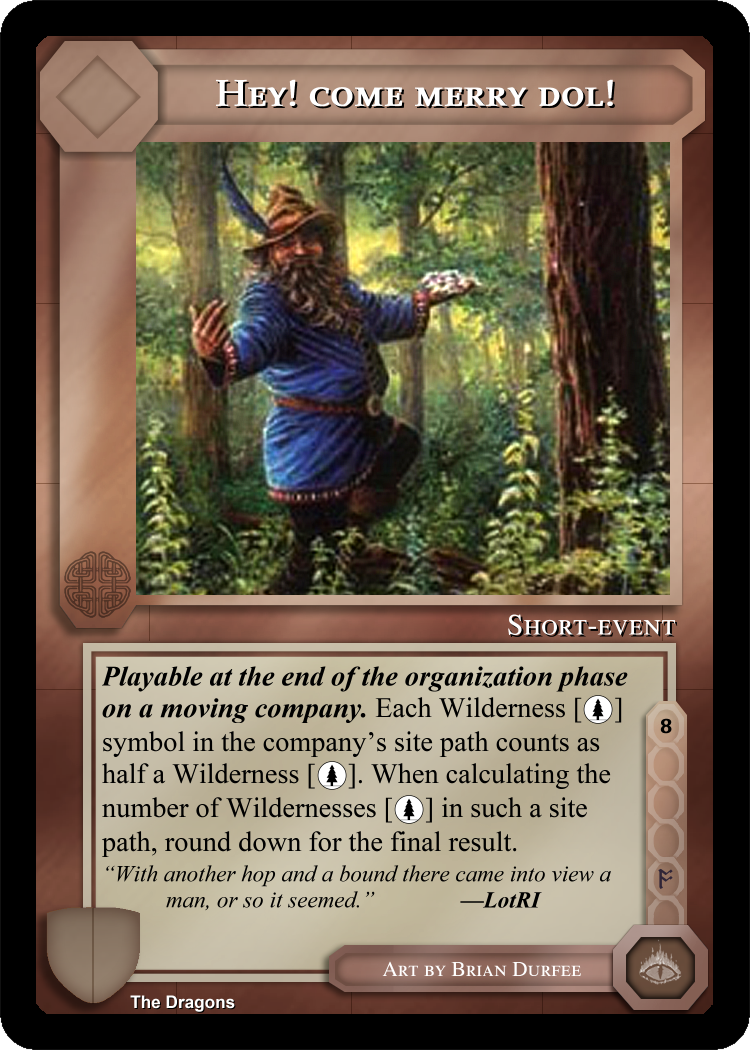 Hey! come merry dol!
Short-event
Playable at the end of the organization phase
on a moving company. Each Wilderness [ ]
symbol in the company’s site path counts as
half a Wilderness [ ]. When calculating the
number of Wildernesses [ ] in such a site
path, round down for the final result.
“With another hop and a bound there came into view a
man, or so it seemed.” —LotRI
8
Art by Brian Durfee
The Dragons